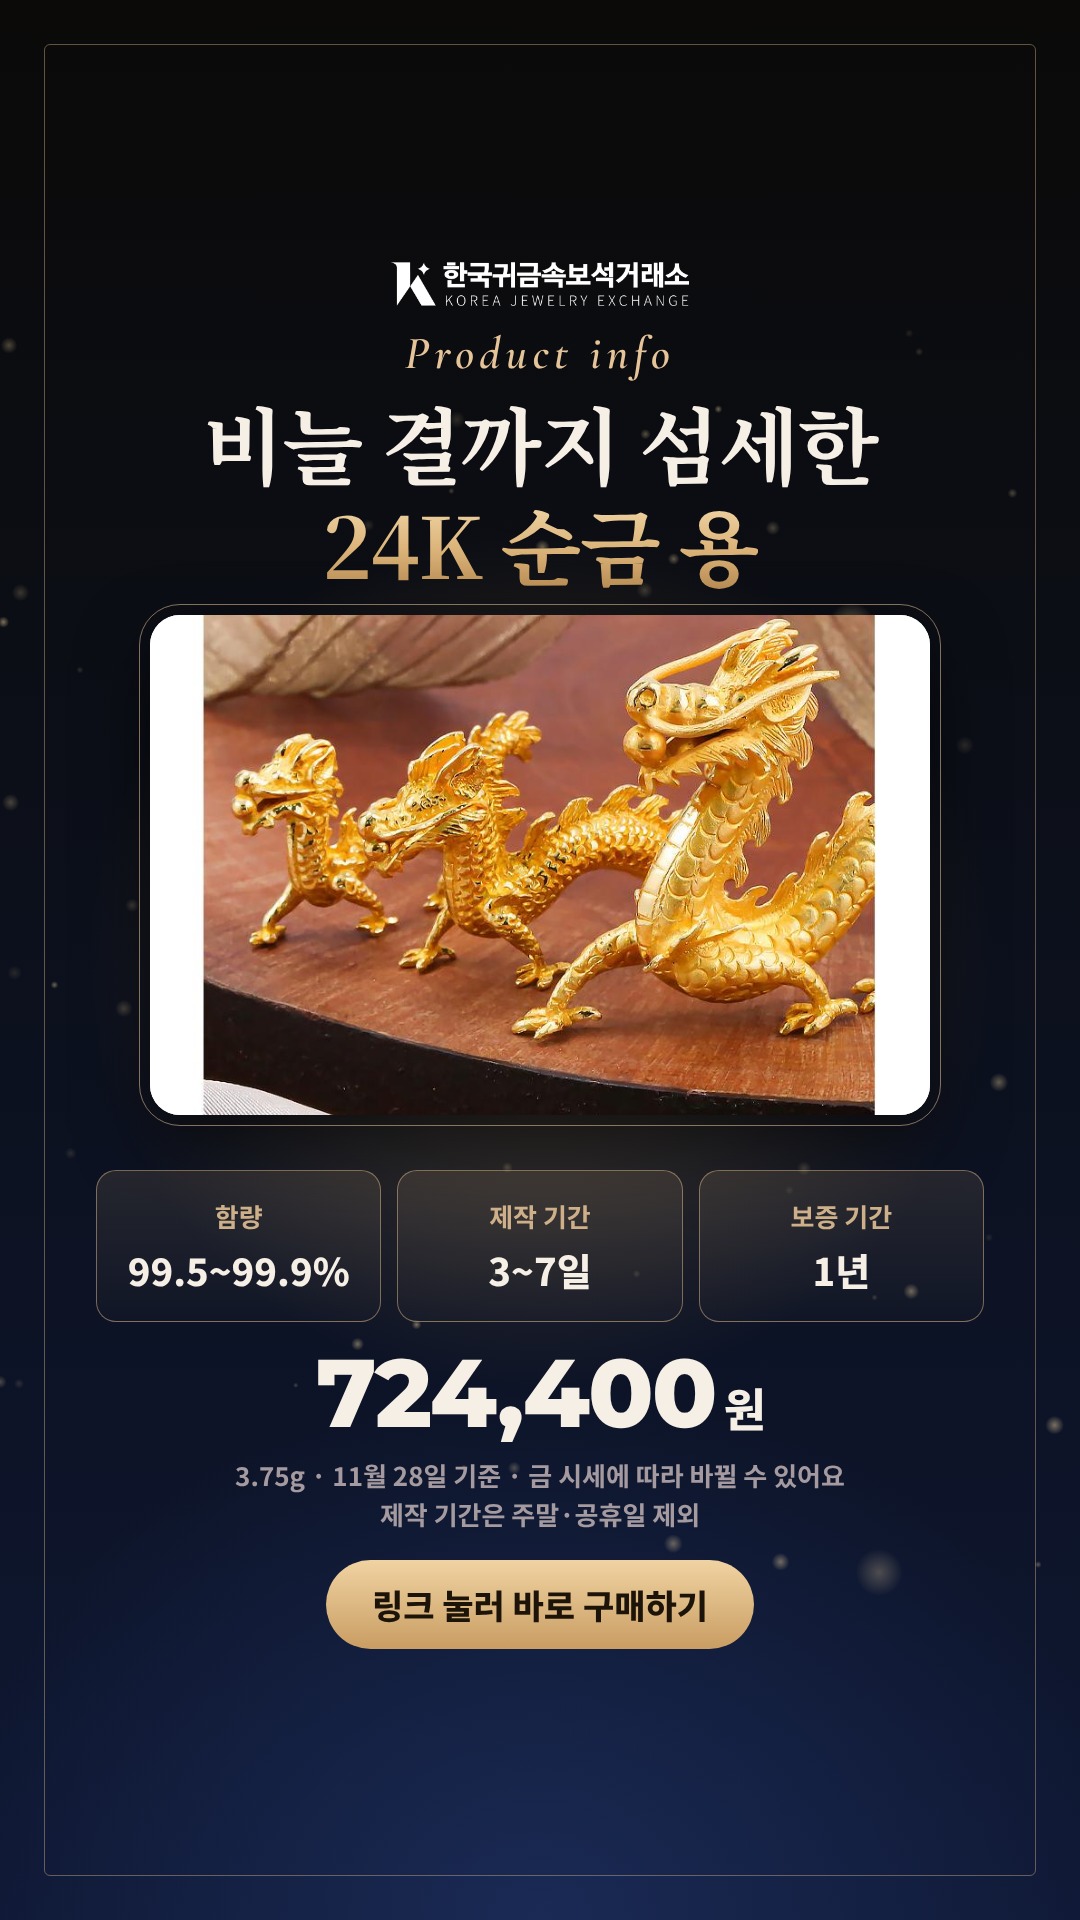 한국귀금속보석거래소
KOREA JEWELRY EXCHANGE
Product info
비늘 결까지 섬세한
24K 순금 용
함량
99.5~99.9%
제작 기간
3~7일
보증 기간
1년
724,400원
3.75g · 11월 28일 기준 · 금 시세에 따라 바뀔 수 있어요
제작 기간은 주말·공휴일 제외
링크 눌러 바로 구매하기